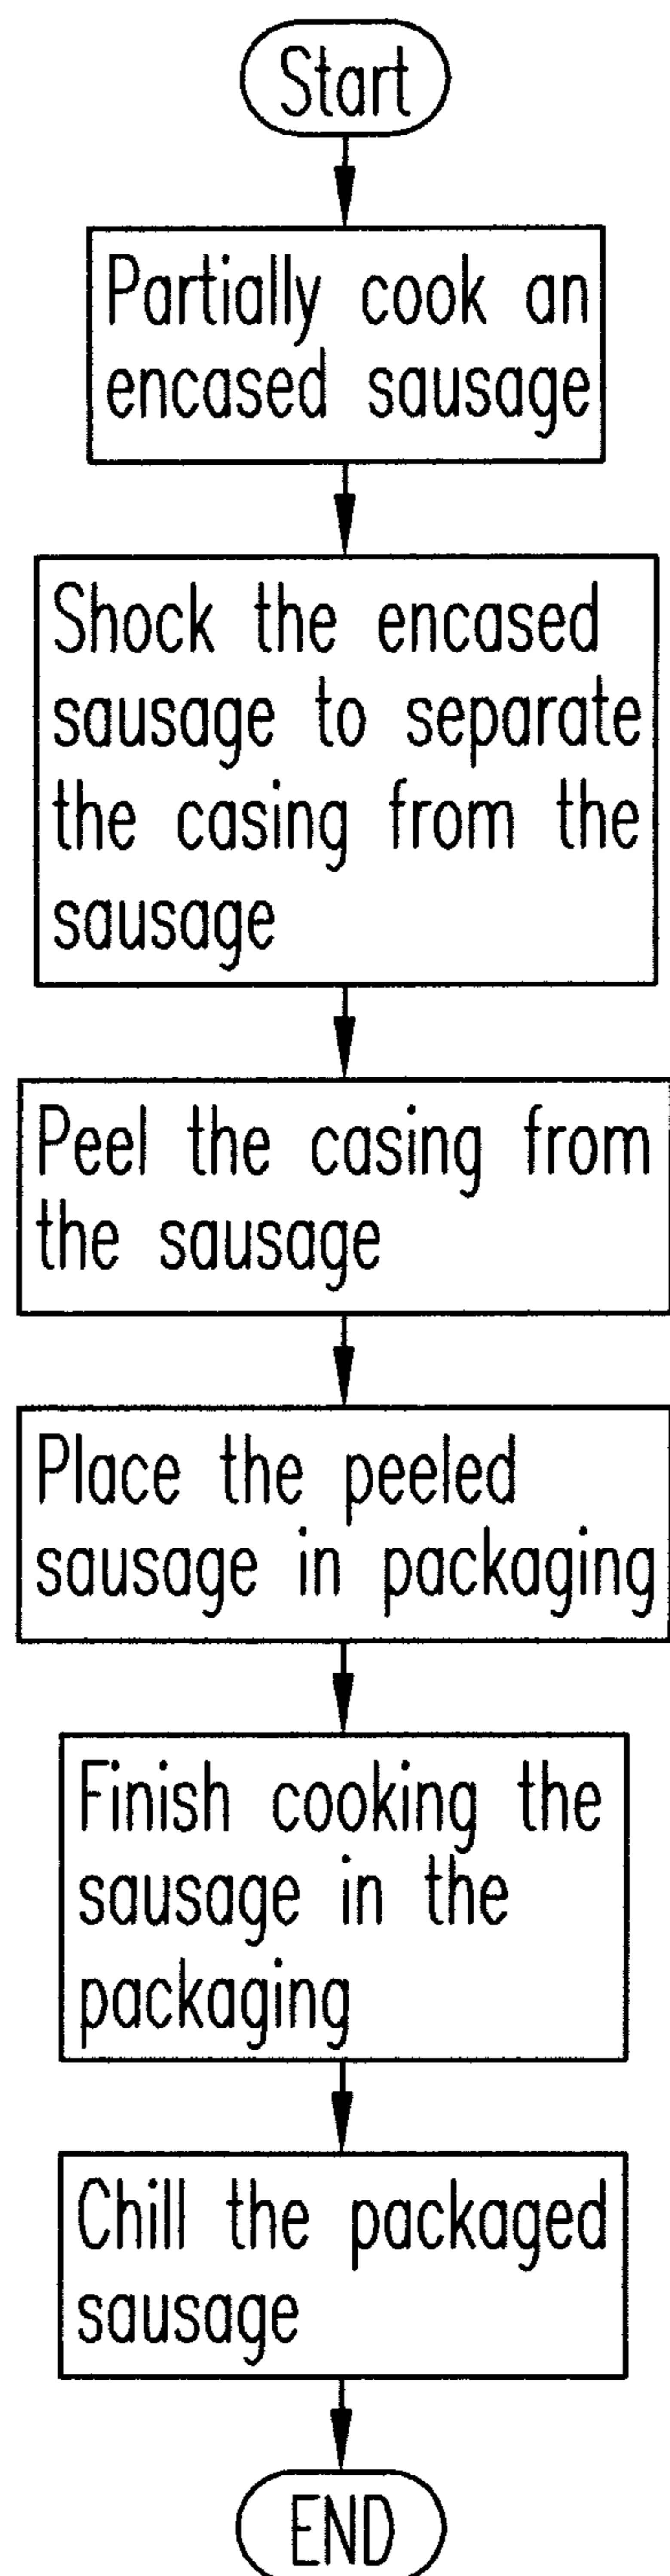 Start
Partially cook an
encased sausage
Shock the encased
sausage to separate
the casing from the
sausage
Peel the casing from
the sausage
Place the peeled
sausage in packaging
Finish cooking the
sausage in the
packaging
Chill the packaged
sausage
END